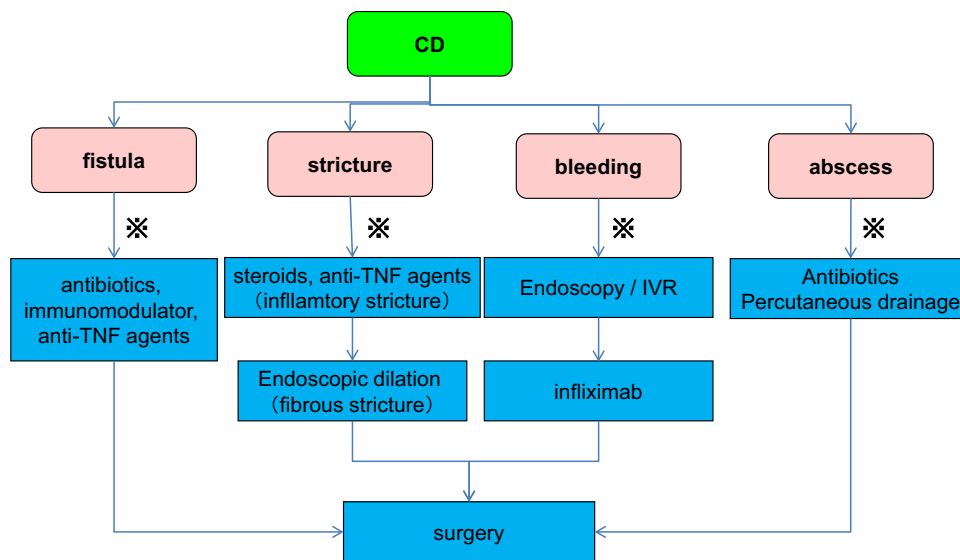 CD
fistula
stricture
bleeding
abscess
※
※
※
※
antibiotics,
immunomodulator,
anti-TNF agents
steroids, anti-TNF agents
（infllamtory stricture）
Endoscopy / IVR
Antibiotics
Percutaneous drainage
Endoscopic dilation
（fibrous stricture）
infliximab
surgery